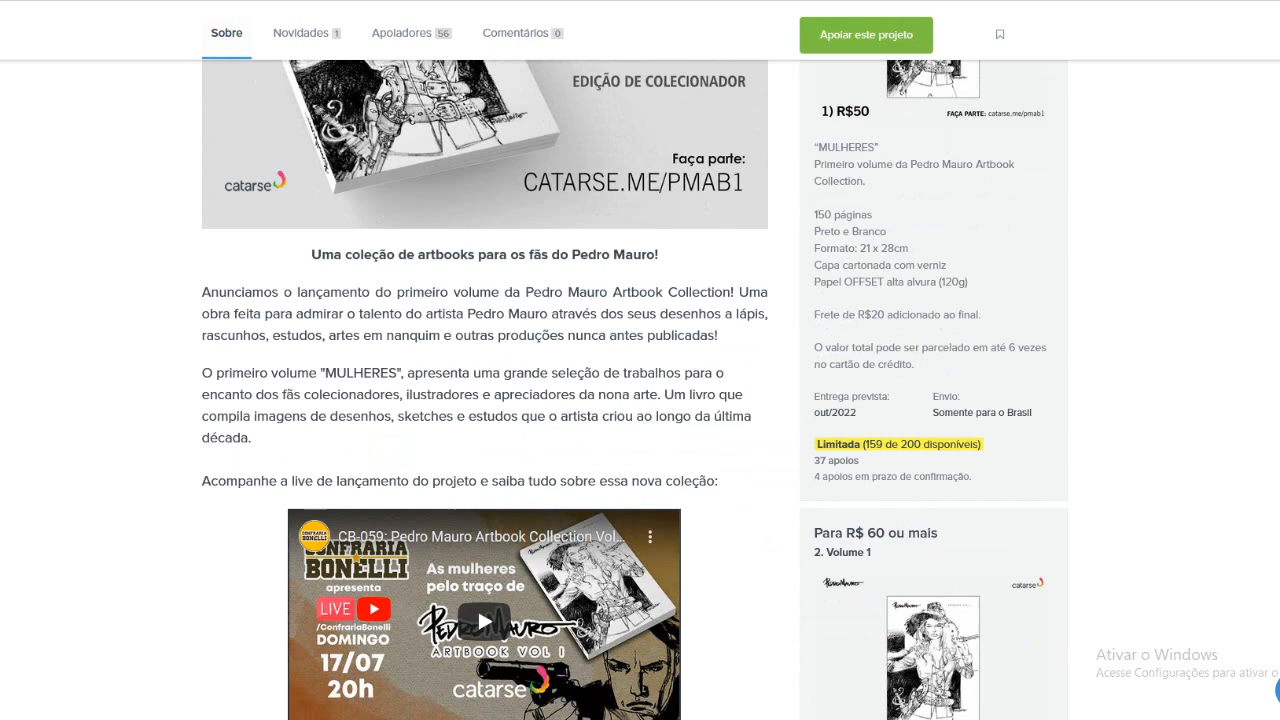 Sobre
Novidades 1
Apoiadores 56
Comentários 0
Apoiar este projeto
EDIÇÃO DE COLECIONADOR
Faça parte:
CATARSE.ME/PMAB1
catarse
Uma coleção de artbooks para os fãs do Pedro Mauro!
Anunciamos o lançamento do primeiro volume da Pedro Mauro Artbook Collection! Uma
obra feita para admirar o talento do artista Pedro Mauro através dos seus desenhos a lápis,
rascunhos, estudos, artes em nanquim e outras produções nunca antes publicadas!
O primeiro volume "MULHERES", apresenta uma grande seleção de trabalhos para o
encanto dos fãs colecionadores, ilustradores e apreciadores da nona arte. Um livro que
compila imagens de desenhos, sketches e estudos que o artista criou ao longo da última
década.
Acompanhe a live de lançamento do projeto e saiba tudo sobre essa nova coleção:
CB-059: Pedro Mauro Artbook Collection Vol...
CONFRARIA
BONELLI
apresenta
LIVE
/ConfrariaBonelli
DOMINGO
17/07
20h
As mulheres
pelo traço de
PEDRO MAURO
ARTBOOK VOL I
catarse
1) R$50
FAÇA PARTE: catarse.me/pmab1
“MULHERES”
Primeiro volume da Pedro Mauro Artbook
Collection.
150 páginas
Preto e Branco
Formato: 21 x 28cm
Capa cartonada com verniz
Papel OFFSET alta alvura (120g)
Frete de R$20 adicionado ao final.
O valor total pode ser parcelado em até 6 vezes
no cartão de crédito.
Entrega prevista:
out/2022
Envio:
Somente para o Brasil
Limitada (159 de 200 disponíveis)
37 apoios
4 apoios em prazo de confirmação.
Para R$ 60 ou mais
2. Volume 1
PEDRO MAURO
catarse
Ativar o Windows
Acesse Configurações para ativar o